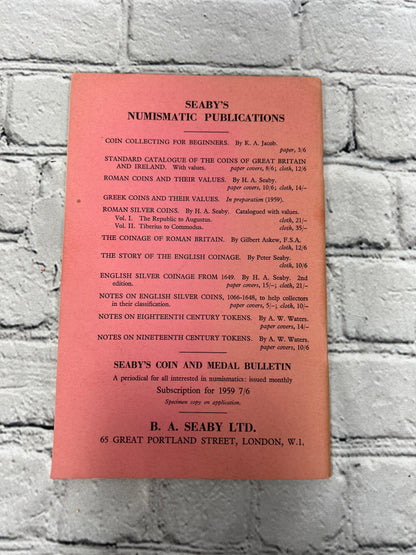 SEABY'S
NUMISMATIC PUBLICATIONS
COIN COLLECTING FOR BEGINNERS. By K. A. Jacob.
paper, 3/6
STANDARD CATALOGUE OF THE COINS OF GREAT BRITAIN
AND IRELAND. With values. paper covers, 8/6; cloth, 12/6
ROMAN COINS AND THEIR VALUES. By H. A. Seaby.
paper covers, 10/6; cloth, 14/-
GREEK COINS AND THEIR VALUES. In preparation (1959).
ROMAN SILVER COINS. By H. A. Seaby. Catalogued with values.
Vol. I. The Republic to Augustus. cloth, 21/-
Vol. II. Tiberius to Commodus. cloth, 35/-
THE COINAGE OF ROMAN BRITAIN. By Gilbert Askew, F.S.A.
cloth, 12/6
THE STORY OF THE ENGLISH COINAGE. By Peter Seaby.
cloth, 10/6
ENGLISH SILVER COINAGE FROM 1649. By H. A. Seaby. 2nd
edition. paper covers, 15/-; cloth, 21/-
NOTES ON ENGLISH SILVER COINS, 1066-1648, to help collectors
in their classification. paper covers, 5/-; cloth, 10/-
NOTES ON EIGHTEENTH CENTURY TOKENS. By A. W. Waters.
paper covers, 14/-
NOTES ON NINETEENTH CENTURY TOKENS. By A. W. Waters.
paper covers, 10/6
SEABY'S COIN AND MEDAL BULLETIN
A periodical for all interested in numismatics: issued monthly
Subscription for 1959 7/6
Specimen copy on application.
B. A. SEABY LTD.
65 GREAT PORTLAND STREET, LONDON, W.1.